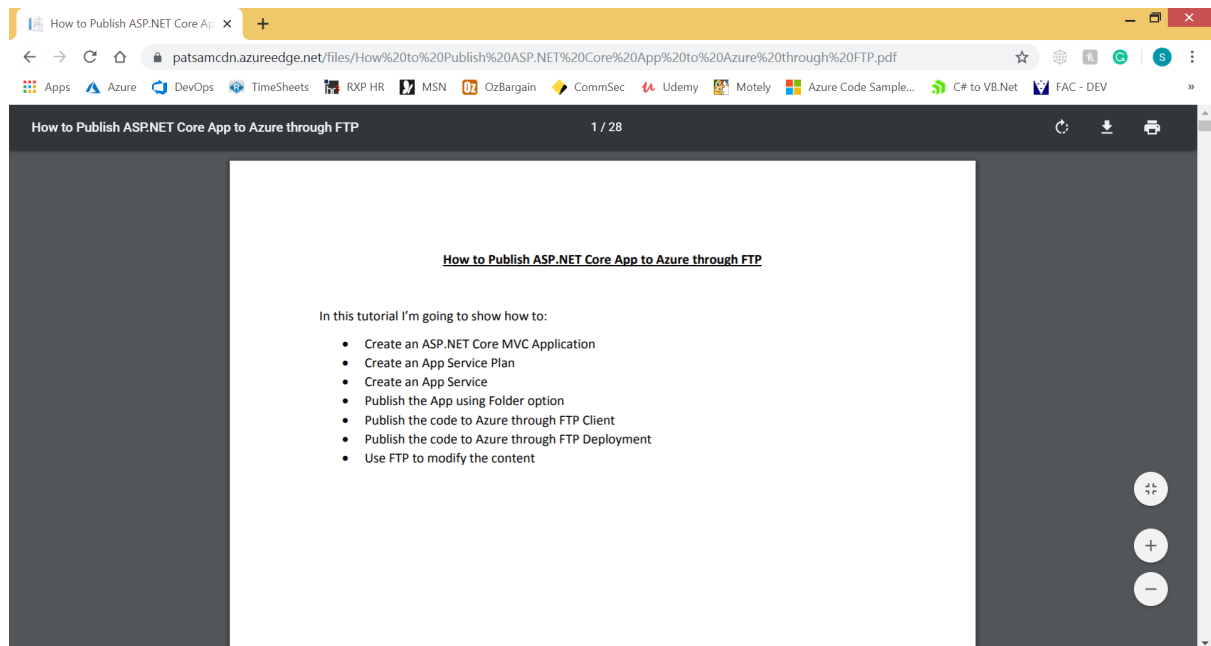 How to Publish ASP.NET Core Ap
patsamcdn.azureedge.net/files/How%20to%20Publish%20ASP.NET%20Core%20App%20to%20Azure%20through%20FTP.pdf
Apps Azure DevOps TimeSheets RXP HR MSN OZ OzBargain CommSec Udemy Motely Azure Code Sample... C# to VB.Net FAC - DEV »
How to Publish ASP.NET Core App to Azure through FTP 1 / 28
How to Publish ASP.NET Core App to Azure through FTP
In this tutorial I'm going to show how to:
• Create an ASP.NET Core MVC Application
• Create an App Service Plan
• Create an App Service
• Publish the App using Folder option
• Publish the code to Azure through FTP Client
• Publish the code to Azure through FTP Deployment
• Use FTP to modify the content